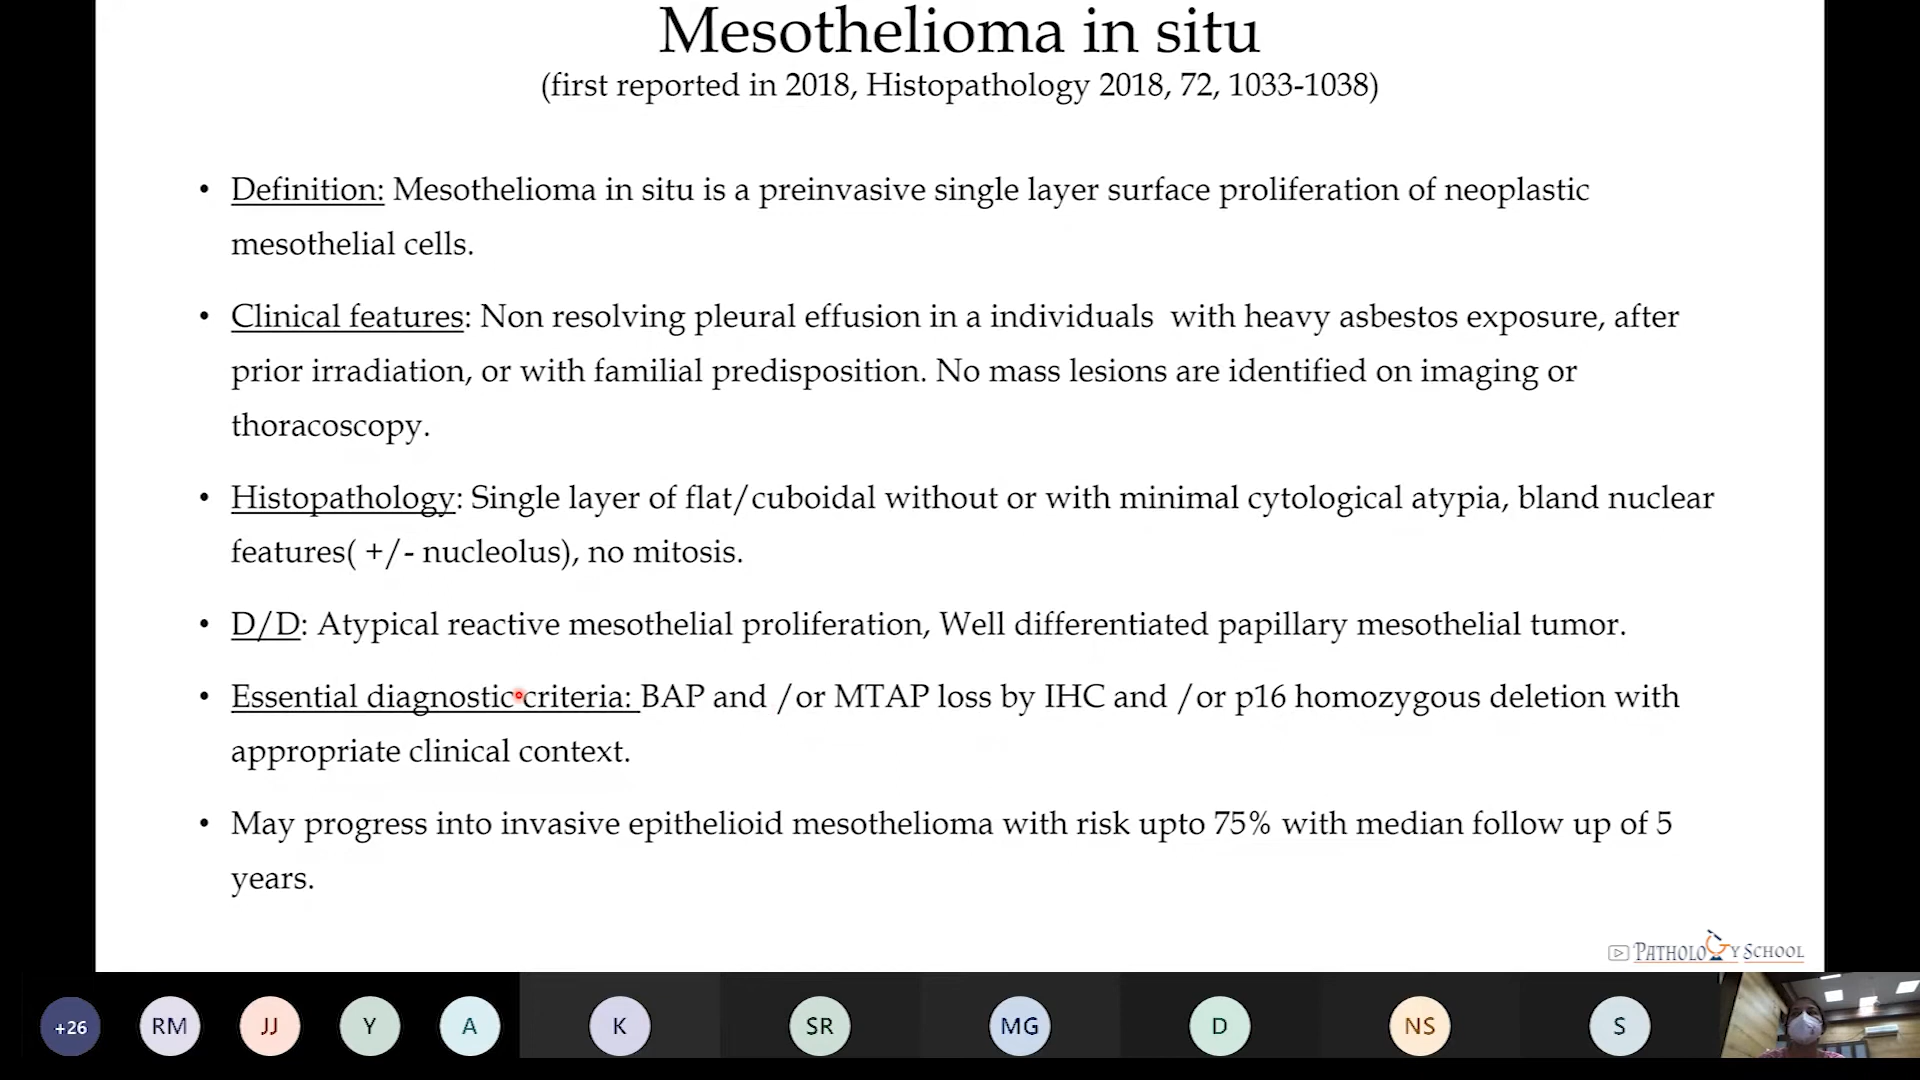 Mesothelioma in situ
(first reported in 2018, Histopathology 2018, 72, 1033-1038)
• Definition: Mesothelioma in situ is a preinvasive single layer surface proliferation of neoplastic
mesothelial cells.
• Clinical features: Non resolving pleural effusion in a individuals with heavy asbestos exposure, after
prior irradiation, or with familial predisposition. No mass lesions are identified on imaging or
thoracoscopy.
• Histopathology: Single layer of flat/cuboidal without or with minimal cytological atypia, bland nuclear
features( +/- nucleolus), no mitosis.
• D/D: Atypical reactive mesothelial proliferation, Well differentiated papillary mesothelial tumor.
• Essential diagnostic criteria: BAP and /or MTAP loss by IHC and /or p16 homozygous deletion with
appropriate clinical context.
• May progress into invasive epithelioid mesothelioma with risk upto 75% with median follow up of 5
years.
PATHOLOGY SCHOOL
+26 RM JJ Y A K SR MG D NS S